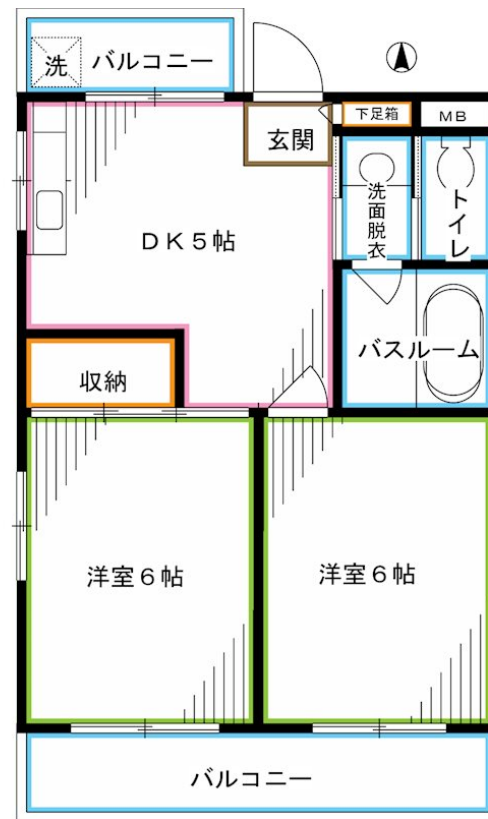 洗
バルコニー
玄関
下足箱
MB
DK5帖
洗面脱衣
トイレ
バスルーム
収納
洋室6帖
洋室6帖
バルコニー